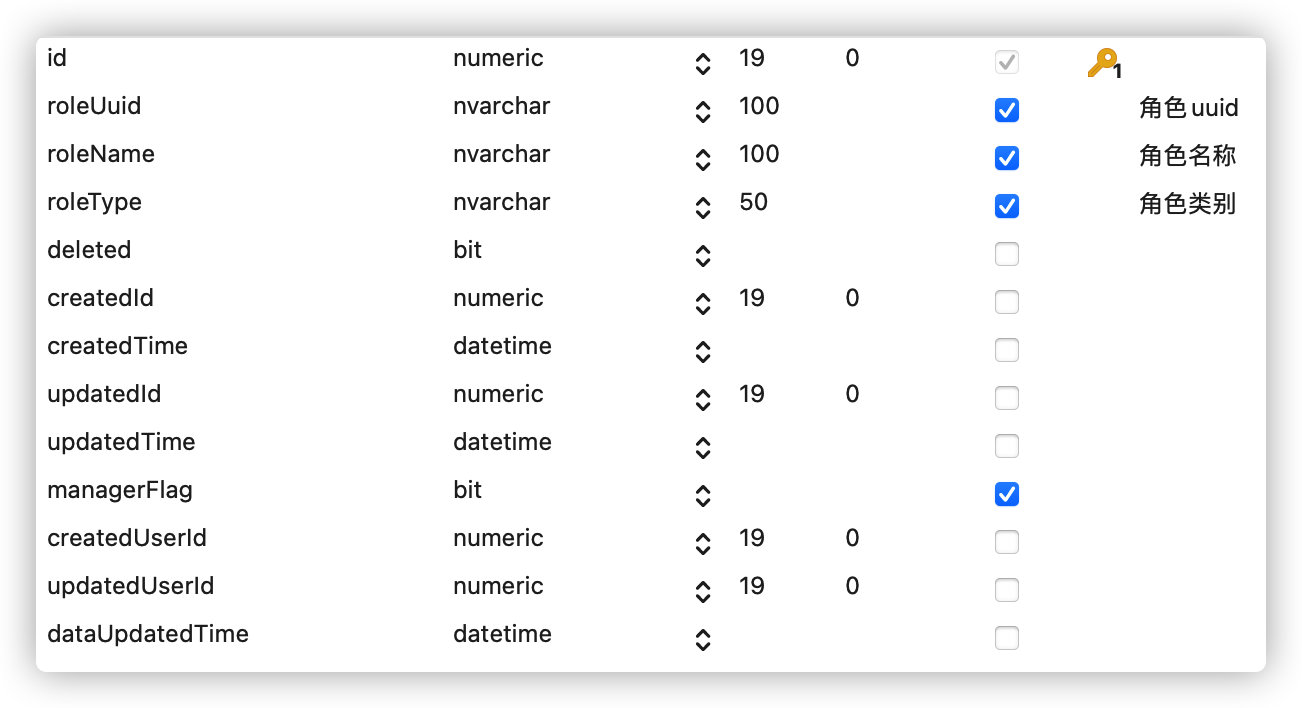 id numeric 19 0 1
roleUuid nvarchar 100 角色uuid
roleName nvarchar 100 角色名称
roleType nvarchar 50 角色类别
deleted bit
createdId numeric 19 0
createdTime datetime
updatedId numeric 19 0
updatedTime datetime
managerFlag bit
createdUserId numeric 19 0
updatedUserId numeric 19 0
dataUpdatedTime datetime